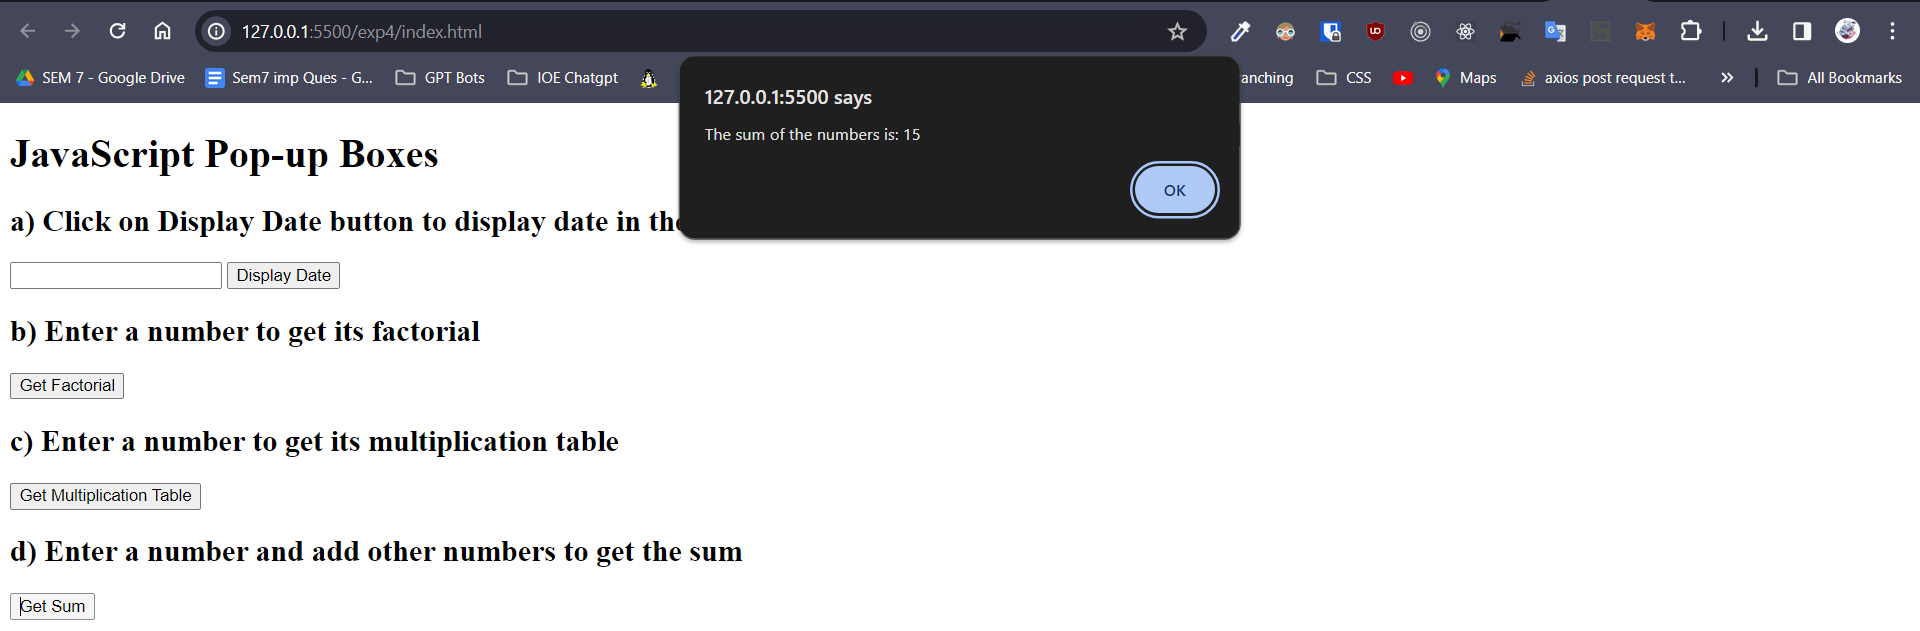 127.0.0.1:5500/exp4/index.html
SEM 7 - Google Drive
Sem7 imp Ques - G...
GPT Bots
IOE Chatgpt
anching
CSS
Maps
axios post request t...
All Bookmarks
127.0.0.1:5500 says
The sum of the numbers is: 15
OK
JavaScript Pop-up Boxes
a) Click on Display Date button to display date in the
Display Date
b) Enter a number to get its factorial
Get Factorial
c) Enter a number to get its multiplication table
Get Multiplication Table
d) Enter a number and add other numbers to get the sum
Get Sum